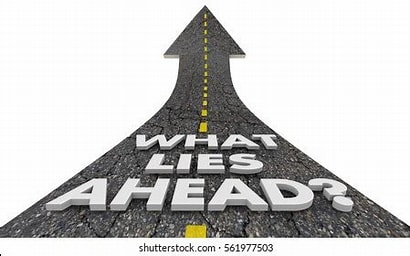 WHAT
LIES
AHEAD?
shutterstock.com · 561977503